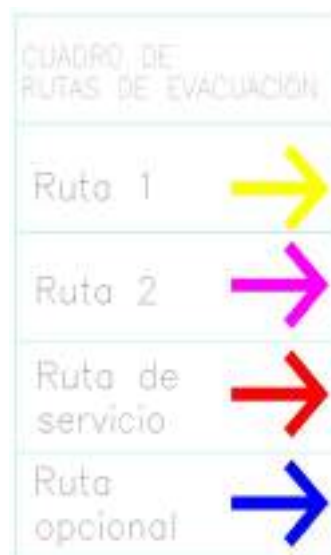 CUADRO DE
RUTAS DE EVACUACION
Ruta 1
Ruta 2
Ruta de
servicio
Ruta
opcional